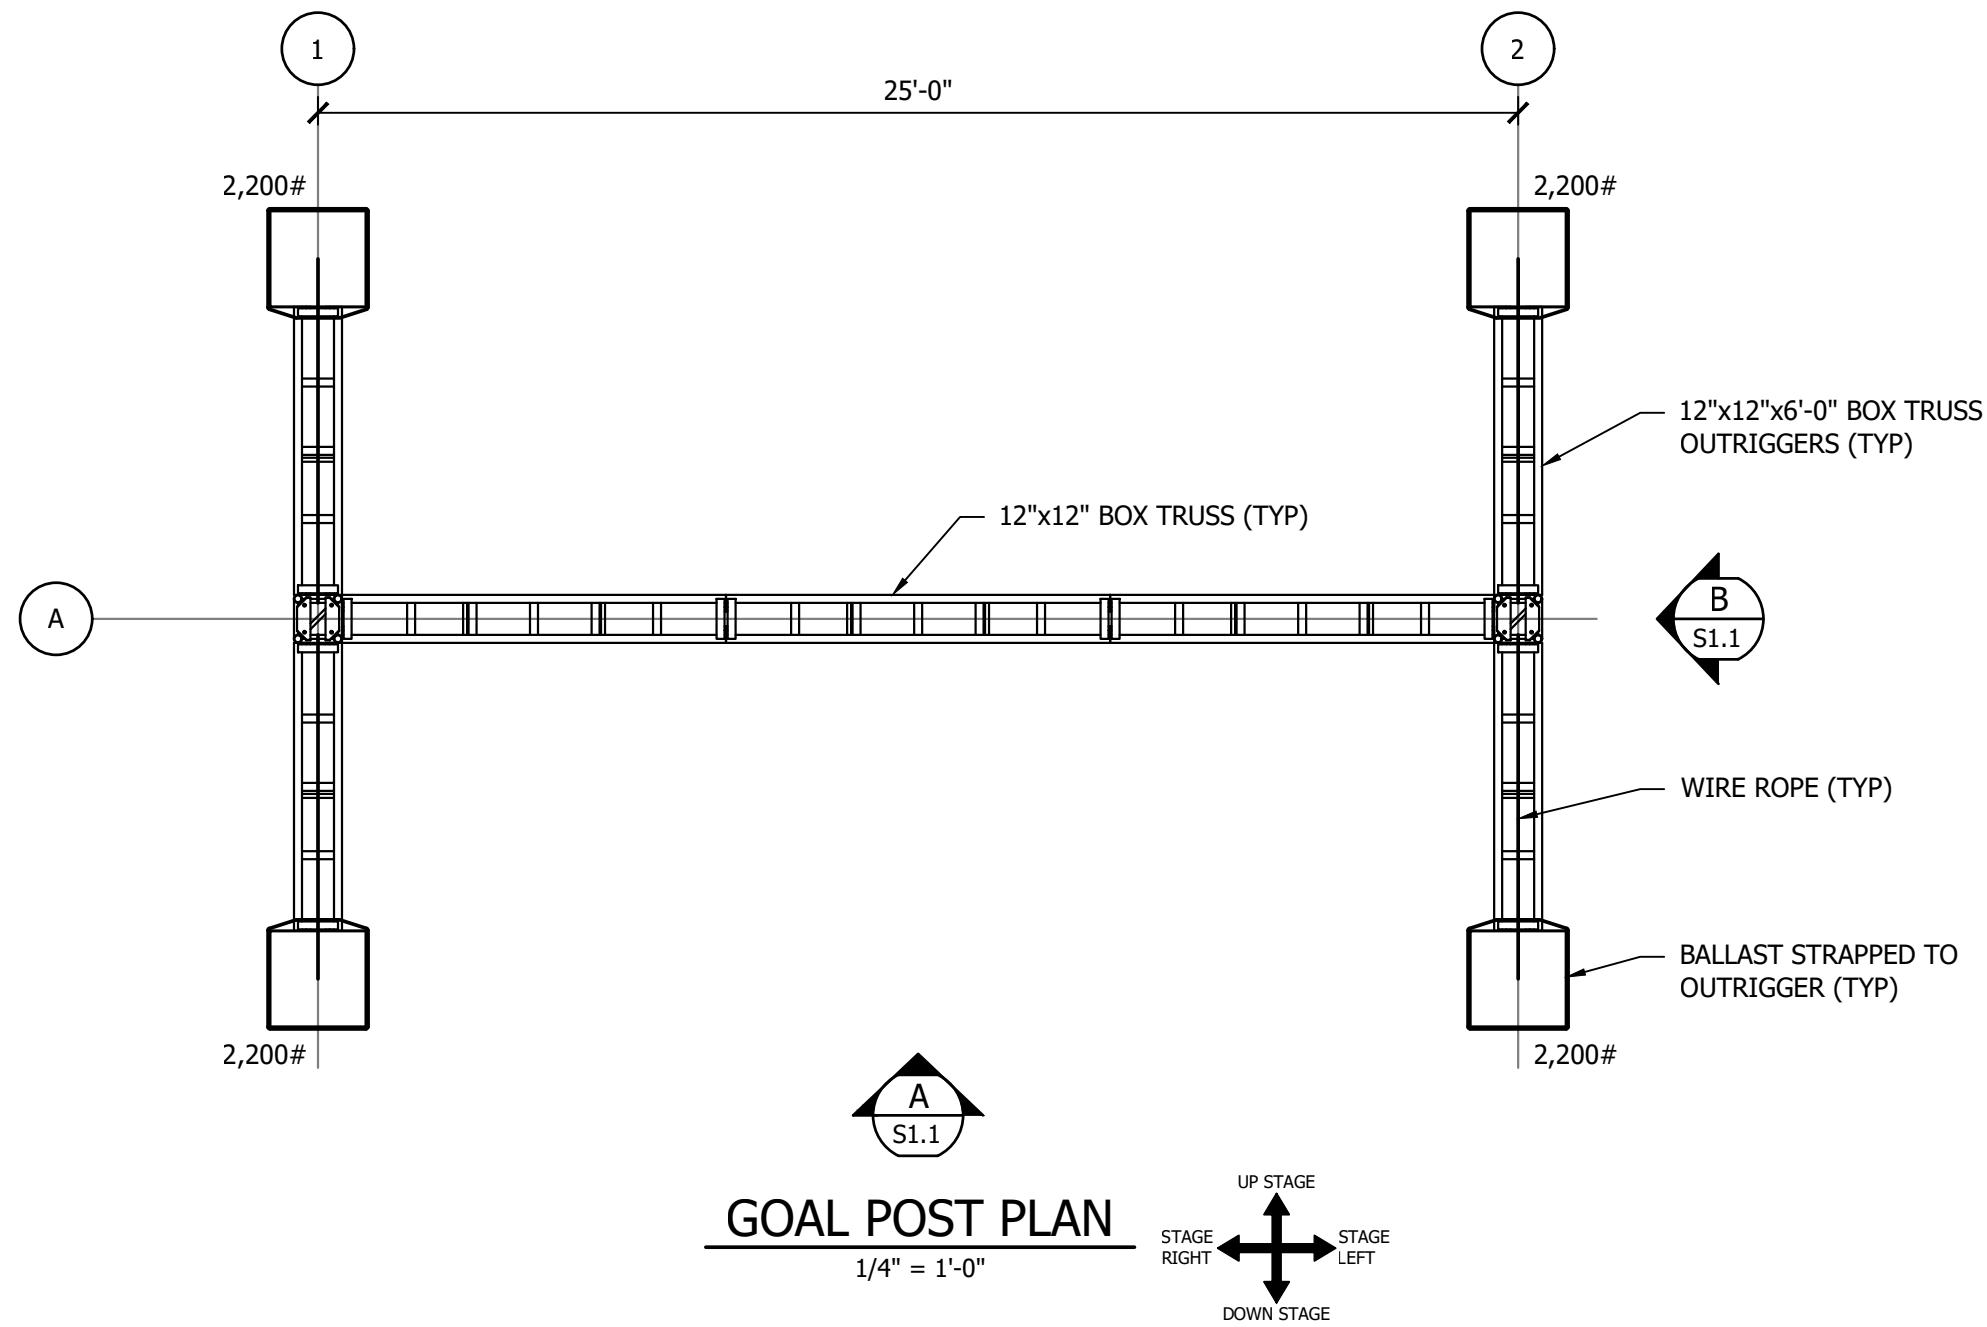 1
2
25'-0"
2,200#
2,200#
12"x12"x6'-0" BOX TRUSS
OUTRIGGERS (TYP)
12"x12" BOX TRUSS (TYP)
A
B
S1.1
WIRE ROPE (TYP)
BALLAST STRAPPED TO
OUTRIGGER (TYP)
2,200#
2,200#
A
S1.1
GOAL POST PLAN
1/4" = 1'-0"
UP STAGE
STAGE
RIGHT
STAGE
LEFT
DOWN STAGE